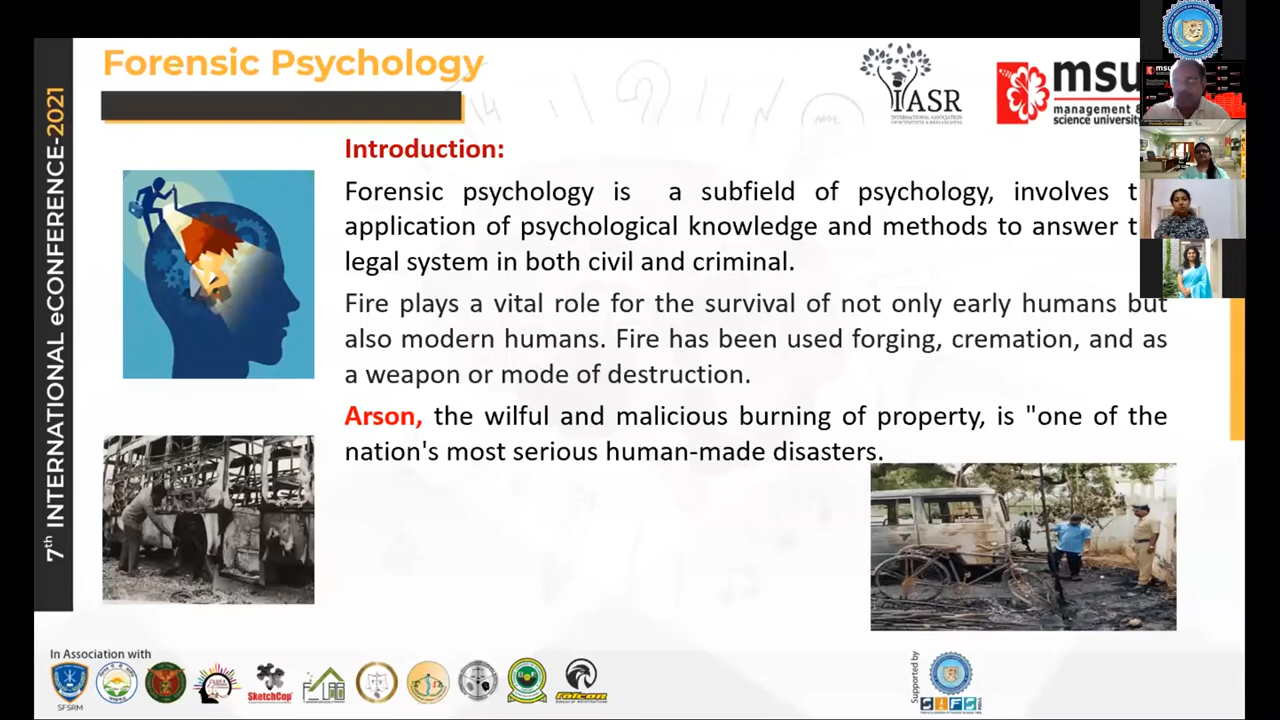 Forensic Psychology
7th INTERNATIONAL eCONFERENCE-2021
IASR
INTERNATIONAL ASSOCIATION
msu
management &
science university
Introduction:
Forensic psychology is a subfield of psychology, involves t
application of psychological knowledge and methods to answer t
legal system in both civil and criminal.
Fire plays a vital role for the survival of not only early humans but
also modern humans. Fire has been used forging, cremation, and as
a weapon or mode of destruction.
Arson, the wilful and malicious burning of property, is "one of the
nation's most serious human-made disasters.
In Association with
SFSRM
SketchCop
FALCON
Supported by
SIFS